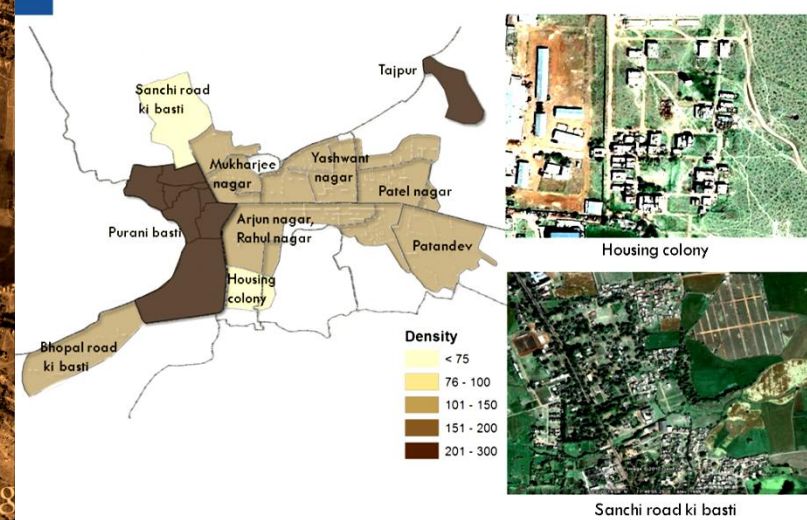 Tajpur
Sanchi road
ki basti
Mukharjee
nagar
Yashwant
nagar
Patel nagar
Purani basti
Arjun nagar,
Rahul nagar
Patandev
Housing
colony
Bhopal road
ki basti
Density
< 75
76 - 100
101 - 150
151 - 200
201 - 300
Housing colony
Sanchi road ki basti
8